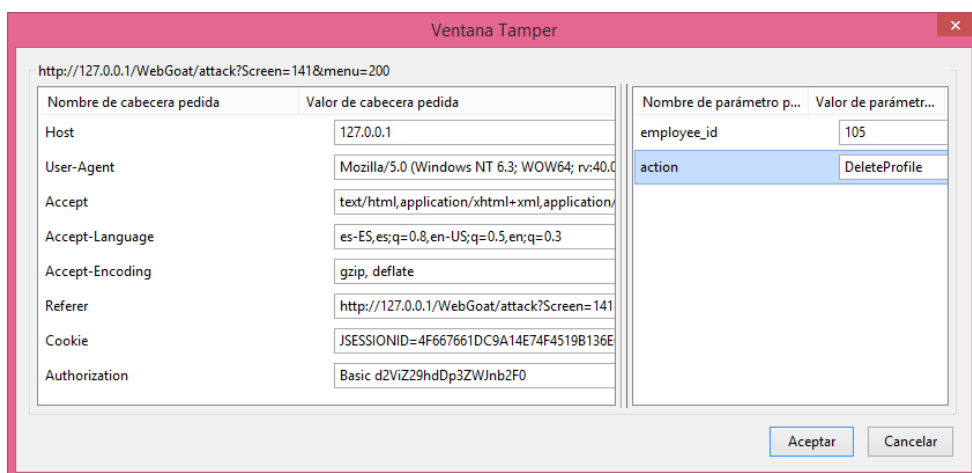 Ventana Tamper
http://127.0.0.1/WebGoat/attack?Screen=141&menu=200
Nombre de cabecera pedida Valor de cabecera pedida Nombre de parámetro p... Valor de parámetr...
Host 127.0.0.1 employee_id 105
User-Agent Mozilla/5.0 (Windows NT 6.3; WOW64; rv:40.0 action DeleteProfile
Accept text/html,application/xhtml+xml,application/
Accept-Language es-ES,es;q=0.8,en-US;q=0.5,en;q=0.3
Accept-Encoding gzip, deflate
Referer http://127.0.0.1/WebGoat/attack?Screen=141
Cookie JSESSIONID=4F667661DC9A14E74F4519B136E
Authorization Basic d2ViZ29hdDp3ZWJnb2F0
Aceptar Cancelar